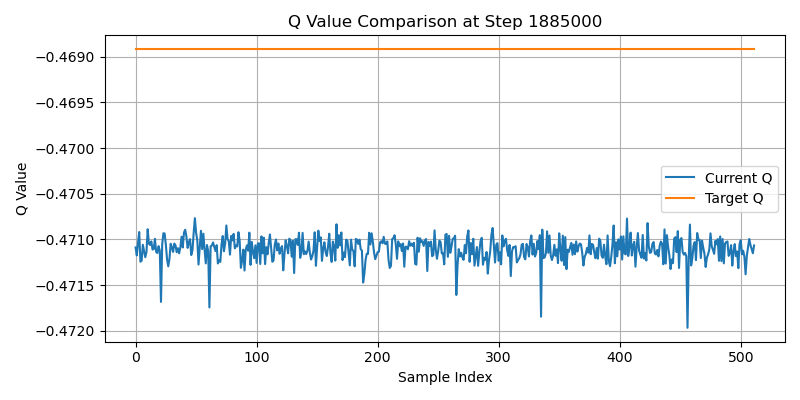 Q Value Comparison at Step 1885000
−0.4690
−0.4695
−0.4700
−0.4705
−0.4710
−0.4715
−0.4720
Q Value
Current Q
Target Q
0 100 200 300 400 500
Sample Index